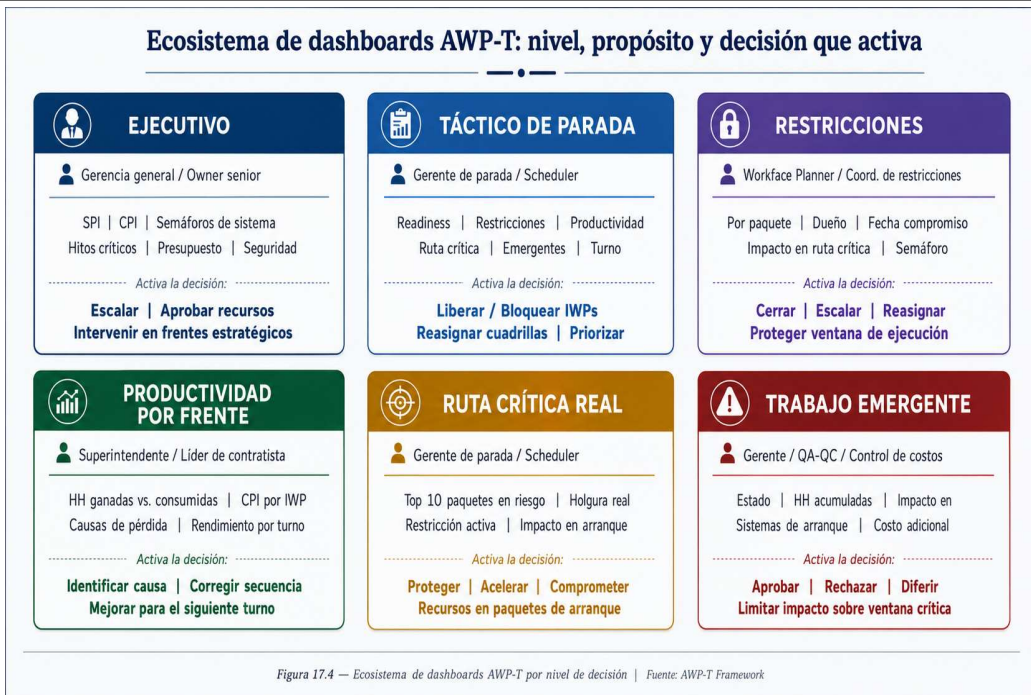 Ecosistema de dashboards AWP-T: nivel, propósito y decisión que activa
EJECUTIVO
Gerencia general / Owner senior
SPI | CPI | Semáforos de sistema
Hitos críticos | Presupuesto | Seguridad
Activa la decisión:
Escalar | Aprobar recursos
Intervenir en frentes estratégicos
TÁCTICO DE PARADA
Gerente de parada / Scheduler
Readiness | Restricciones | Productividad
Ruta crítica | Emergentes | Turno
Activa la decisión:
Liberar / Bloquear IWPs
Reasignar cuadrillas | Priorizar
RESTRICCIONES
Workface Planner / Coord. de restricciones
Por paquete | Dueño | Fecha compromiso
Impacto en ruta crítica | Semáforo
Activa la decisión:
Cerrar | Escalar | Reasignar
Proteger ventana de ejecución
PRODUCTIVIDAD
POR FRENTE
Superintendente / Líder de contratista
HH ganadas vs. consumidas | CPI por IWP
Causas de pérdida | Rendimiento por turno
Activa la decisión:
Identificar causa | Corregir secuencia
Mejorar para el siguiente turno
RUTA CRÍTICA REAL
Gerente de parada / Scheduler
Top 10 paquetes en riesgo | Holgura real
Restricción activa | Impacto en arranque
Activa la decisión:
Proteger | Acelerar | Comprometer
Recursos en paquetes de arranque
TRABAJO EMERGENTE
Gerente / QA-QC / Control de costos
Estado | HH acumuladas | Impacto en
Sistemas de arranque | Costo adicional
Activa la decisión:
Aprobar | Rechazar | Diferir
Limitar impacto sobre ventana crítica
Figura 17.4 — Ecosistema de dashboards AWP-T por nivel de decisión | Fuente: AWP-T Framework